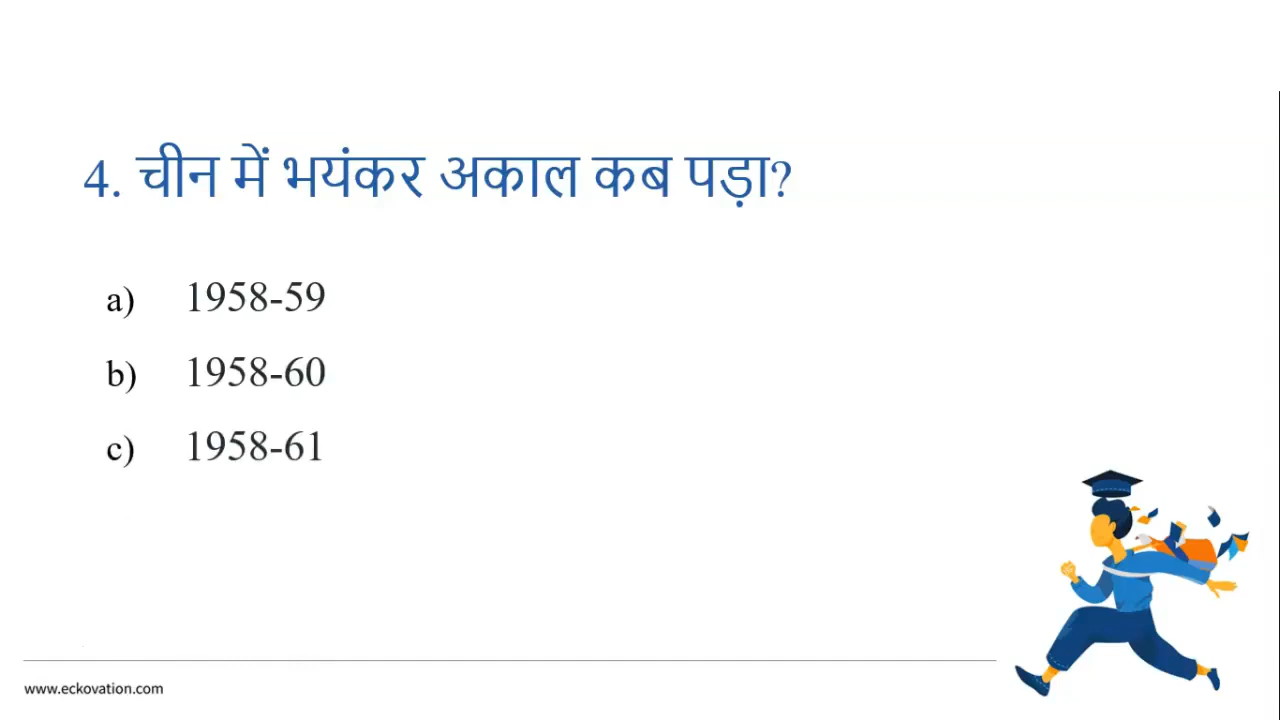 4. चीन में भयंकर अकाल कब पड़ा?
a) 1958-59
b) 1958-60
c) 1958-61
www.eckovation.com